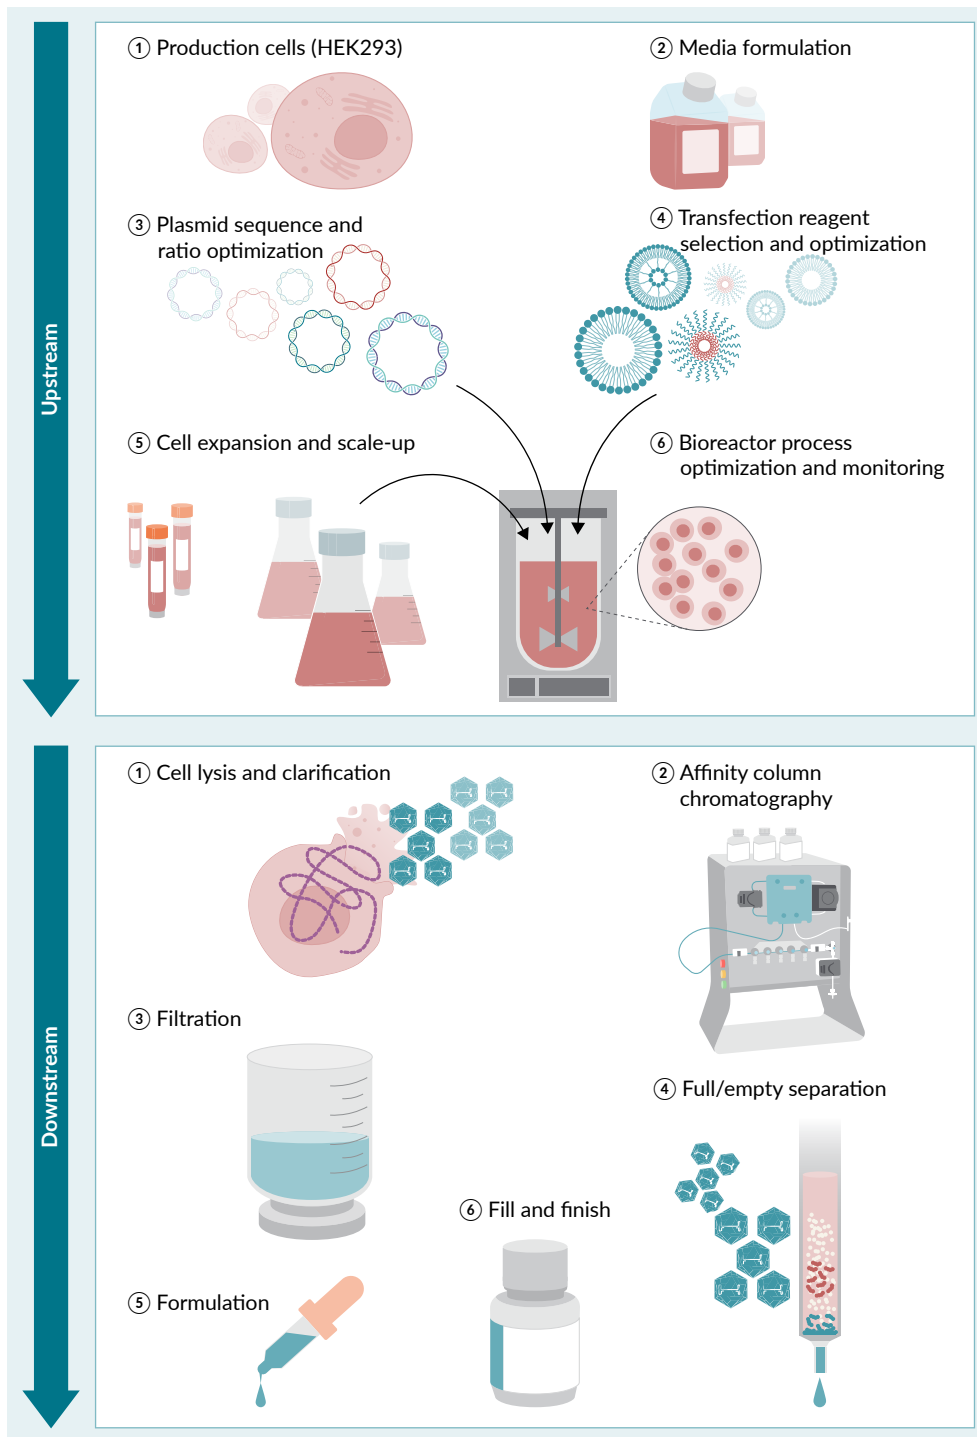 Upstream
① Production cells (HEK293)
② Media formulation
③ Plasmid sequence and
ratio optimization
④ Transfection reagent
selection and optimization
⑤ Cell expansion and scale-up
⑥ Bioreactor process
optimization and monitoring
Downstream
① Cell lysis and clarification
② Affinity column
chromatography
③ Filtration
④ Full/empty separation
⑤ Formulation
⑥ Fill and finish